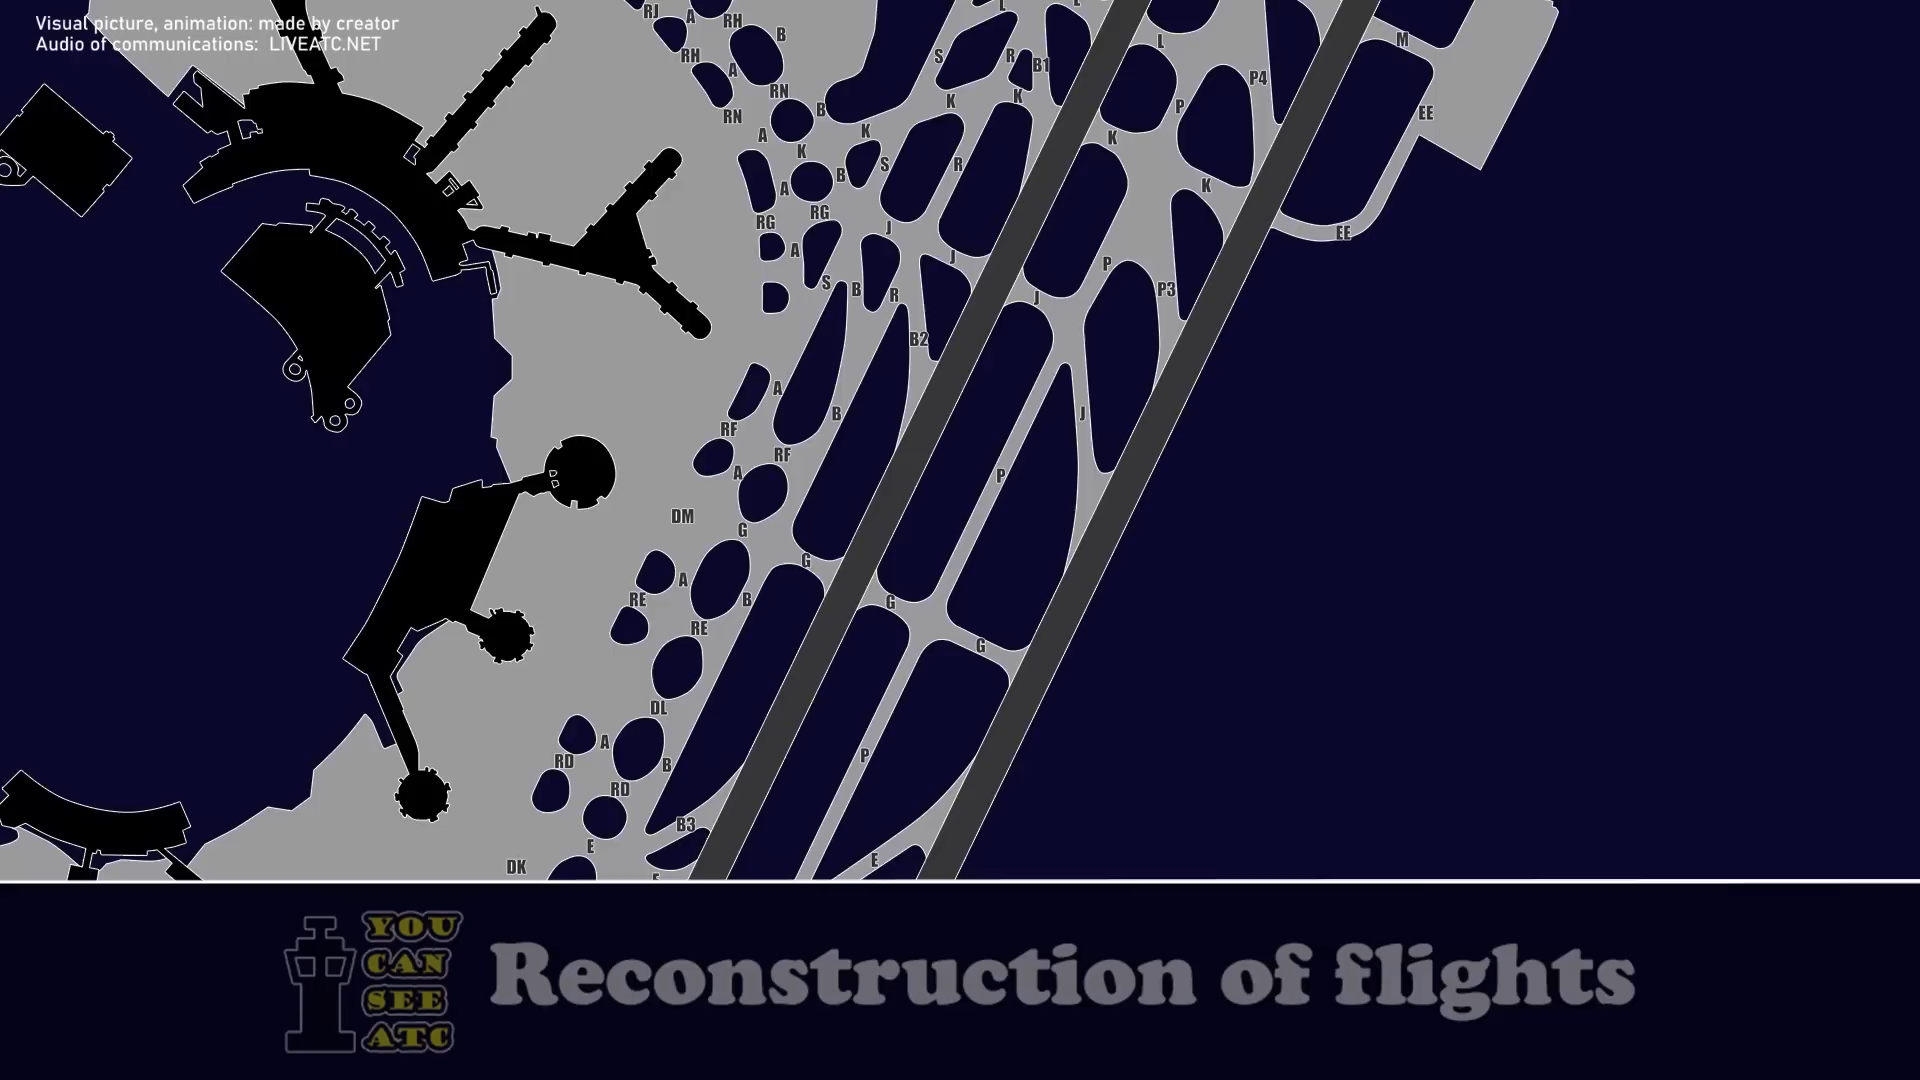 Visual picture, animation: made by creator
Audio of communications: LIVEATC.NET
RJ
A
RH
B
L
RH
A
S
R
B1
L
P4
M
RN
B
K
K
P
EE
RN
A
K
K
K
B
S
R
A
K
RG
RG
J
EE
A
J
P
S
B
R
J
P3
B2
A
B
J
RF
RF
A
P
DM
G
G
A
RE
B
G
RE
G
DL
A
B
P
RD
RD
B3
E
E
DK
E
YOU
CAN
SEE
ATC
Reconstruction of flights